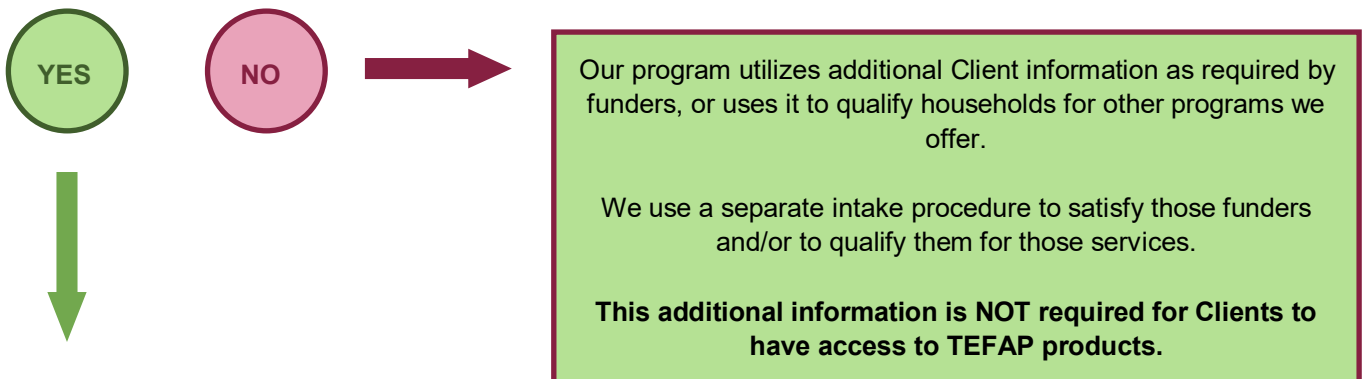 YES
NO
Our program utilizes additional Client information as required by
funders, or uses it to qualify households for other programs we
offer.
We use a separate intake procedure to satisfy those funders
and/or to qualify them for those services.
This additional information is NOT required for Clients to
have access to TEFAP products.